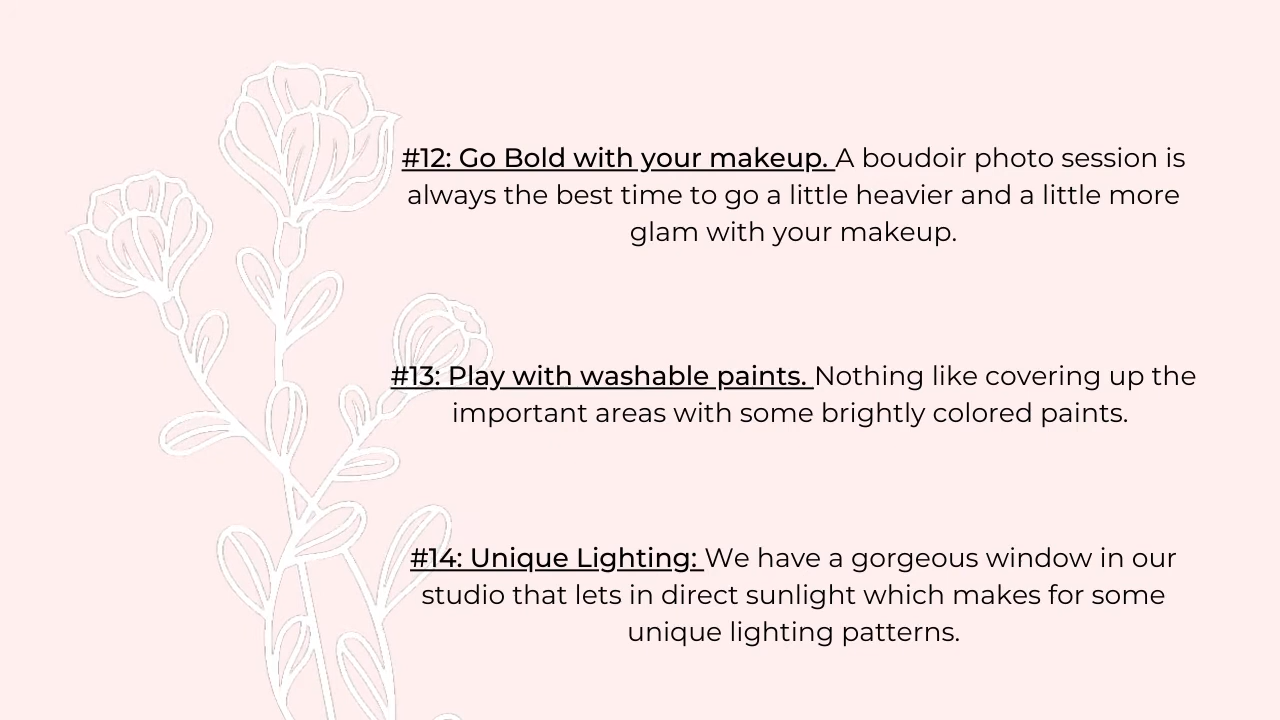 #12: Go Bold with your makeup. A boudoir photo session is
always the best time to go a little heavier and a little more
glam with your makeup.
#13: Play with washable paints. Nothing like covering up the
important areas with some brightly colored paints.
#14: Unique Lighting: We have a gorgeous window in our
studio that lets in direct sunlight which makes for some
unique lighting patterns.